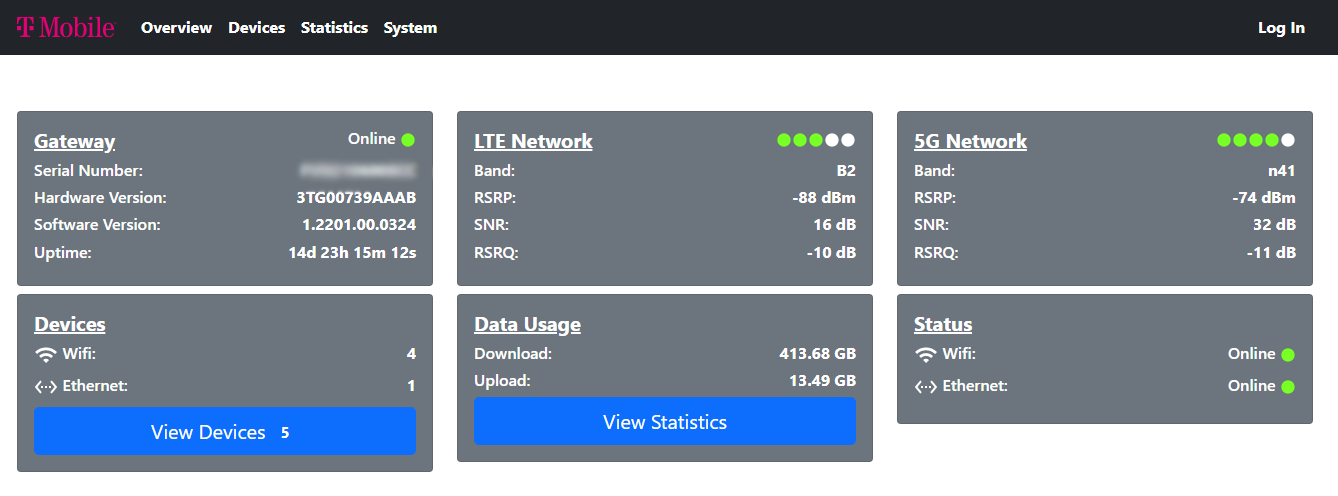 T Mobile Overview Devices Statistics System Log In
Gateway Online
Serial Number:
Hardware Version: 3TG00739AAAB
Software Version: 1.2201.00.0324
Uptime: 14d 23h 15m 12s
LTE Network
Band: B2
RSRP: -88 dBm
SNR: 16 dB
RSRQ: -10 dB
5G Network
Band: n41
RSRP: -74 dBm
SNR: 32 dB
RSRQ: -11 dB
Devices
Wifi: 4
Ethernet: 1
View Devices 5
Data Usage
Download: 413.68 GB
Upload: 13.49 GB
View Statistics
Status
Wifi: Online
Ethernet: Online